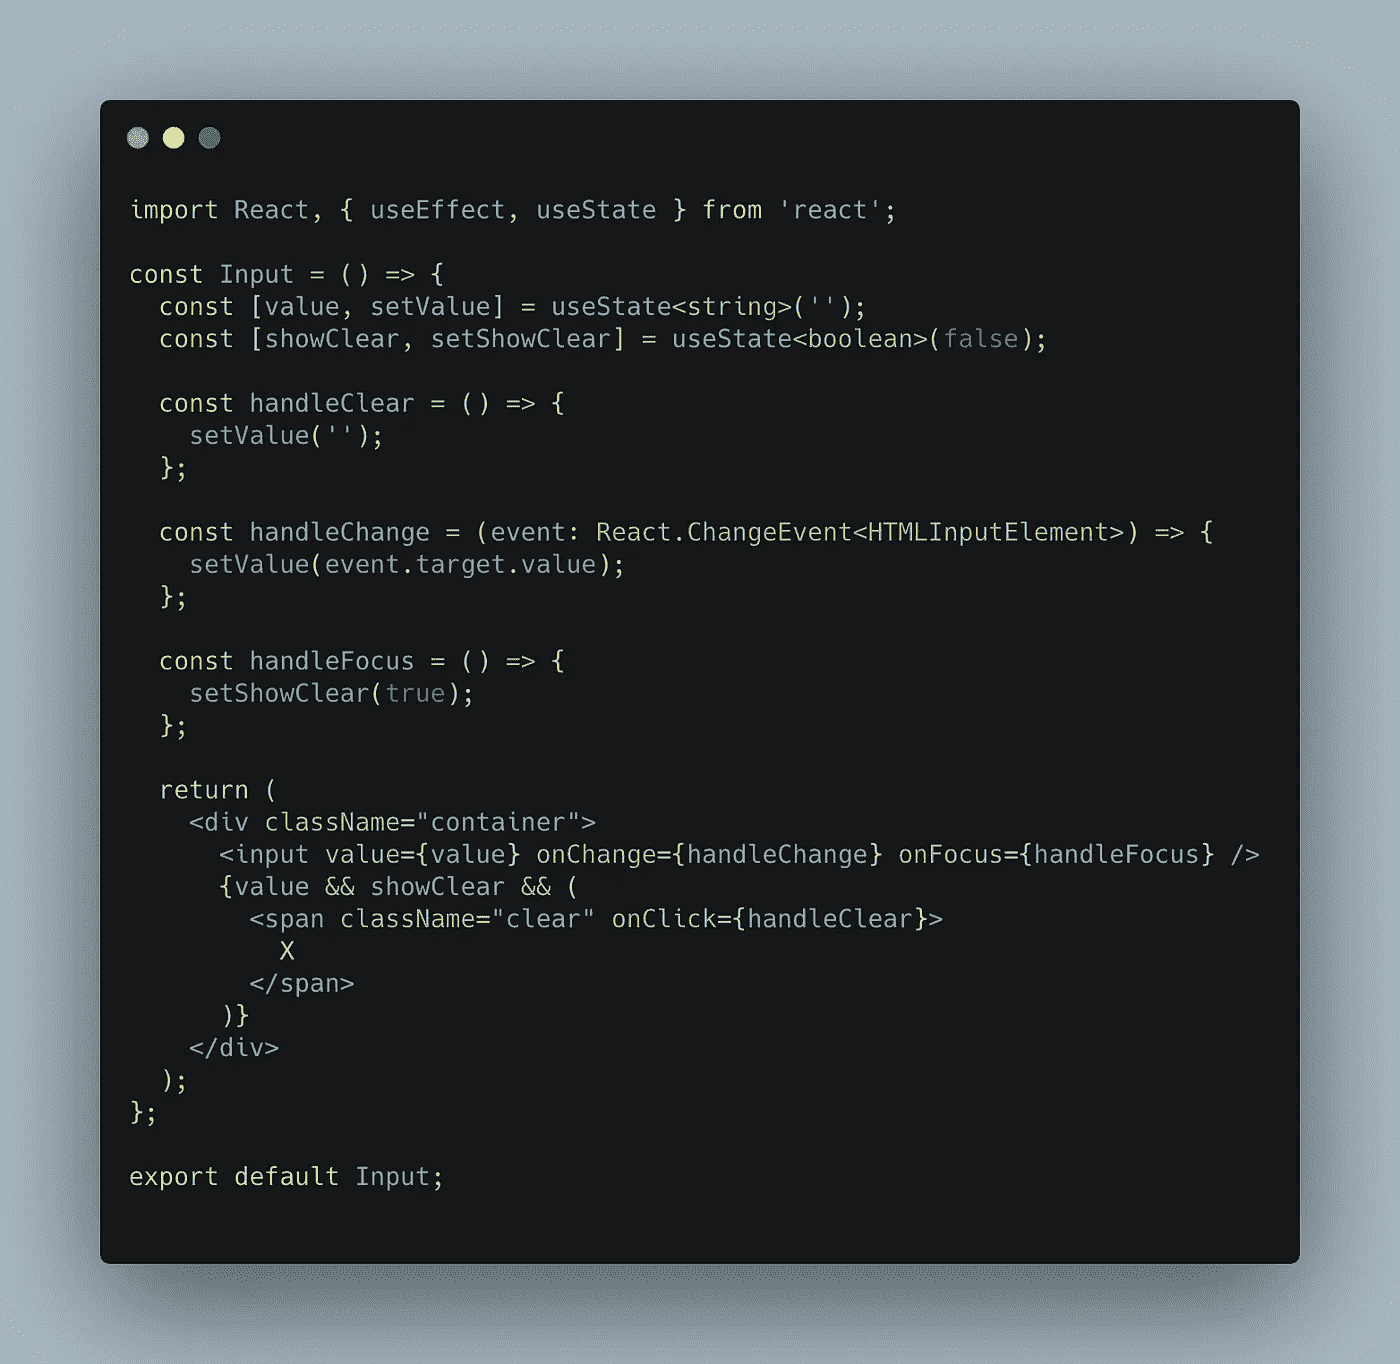 import React, { useEffect, useState } from 'react';
const Input = () => {
  const [value, setValue] = useState<string>('');
  const [showClear, setShowClear] = useState<boolean>(false);
  const handleClear = () => {
    setValue('');
  };
  const handleChange = (event: React.ChangeEvent<HTMLInputElement>) => {
    setValue(event.target.value);
  };
  const handleFocus = () => {
    setShowClear(true);
  };
  return (
    <div className="container">
      <input value={value} onChange={handleChange} onFocus={handleFocus} />
      {value && showClear && (
        <span className="clear" onClick={handleClear}>
          X
        </span>
      )}
    </div>
  );
};
export default Input;